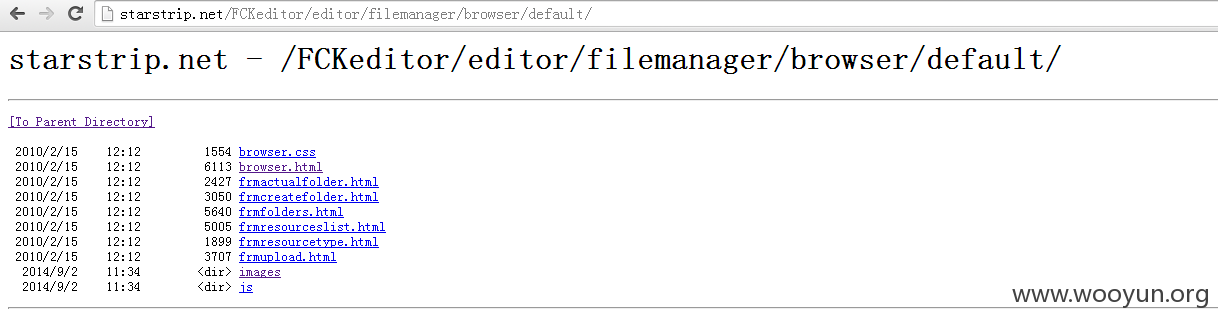 starstrip.net/FCKeditor/editor/filemanager/browser/default/
starstrip.net - /FCKeditor/editor/filemanager/browser/default/
[To Parent Directory]
2010/2/15 12:12 1554 browser.css
2010/2/15 12:12 6113 browser.html
2010/2/15 12:12 2427 frmactualfolder.html
2010/2/15 12:12 3050 frmcreatefolder.html
2010/2/15 12:12 5640 frmfolders.html
2010/2/15 12:12 5005 frmresourceslist.html
2010/2/15 12:12 1899 frmresourcetype.html
2010/2/15 12:12 3707 frmupload.html
2014/9/2 11:34 <dir> images
2014/9/2 11:34 <dir> js
www.wooyun.org